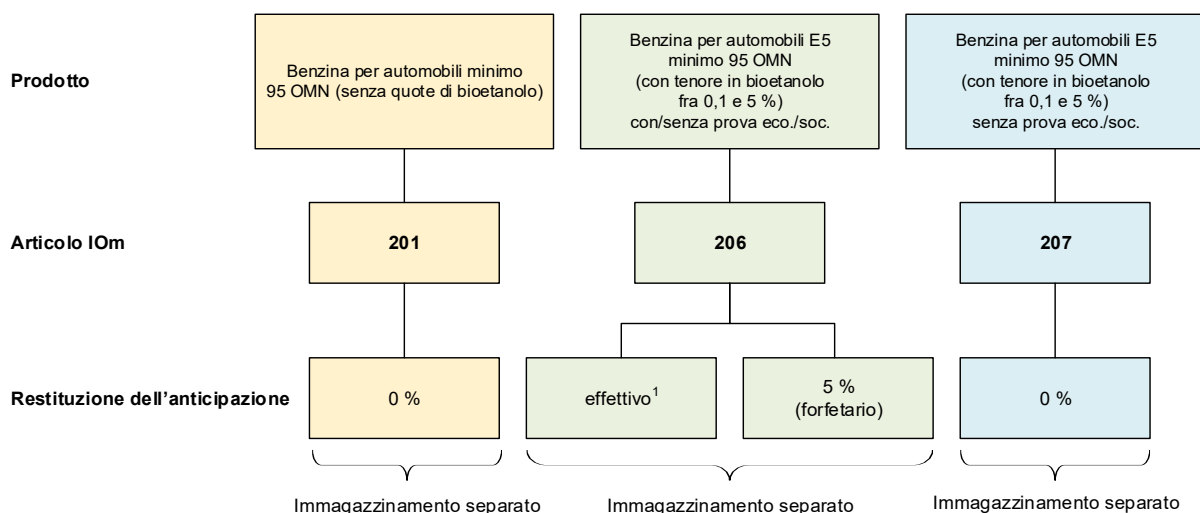 Prodotto
Benzina per automobili minimo
95 OMN (senza quote di bioetanolo)
Benzina per automobili E5
minimo 95 OMN
(con tenore in bioetanolo
fra 0,1 e 5 %)
con/senza prova eco./soc.
Benzina per automobili E5
minimo 95 OMN
(con tenore in bioetanolo
fra 0,1 e 5 %)
senza prova eco./soc.
Articolo IOm
201
206
207
Restituzione dell’anticipazione
0 %
effettivo¹
5 %
(forfetario)
0 %
Immagazzinamento separato
Immagazzinamento separato
Immagazzinamento separato